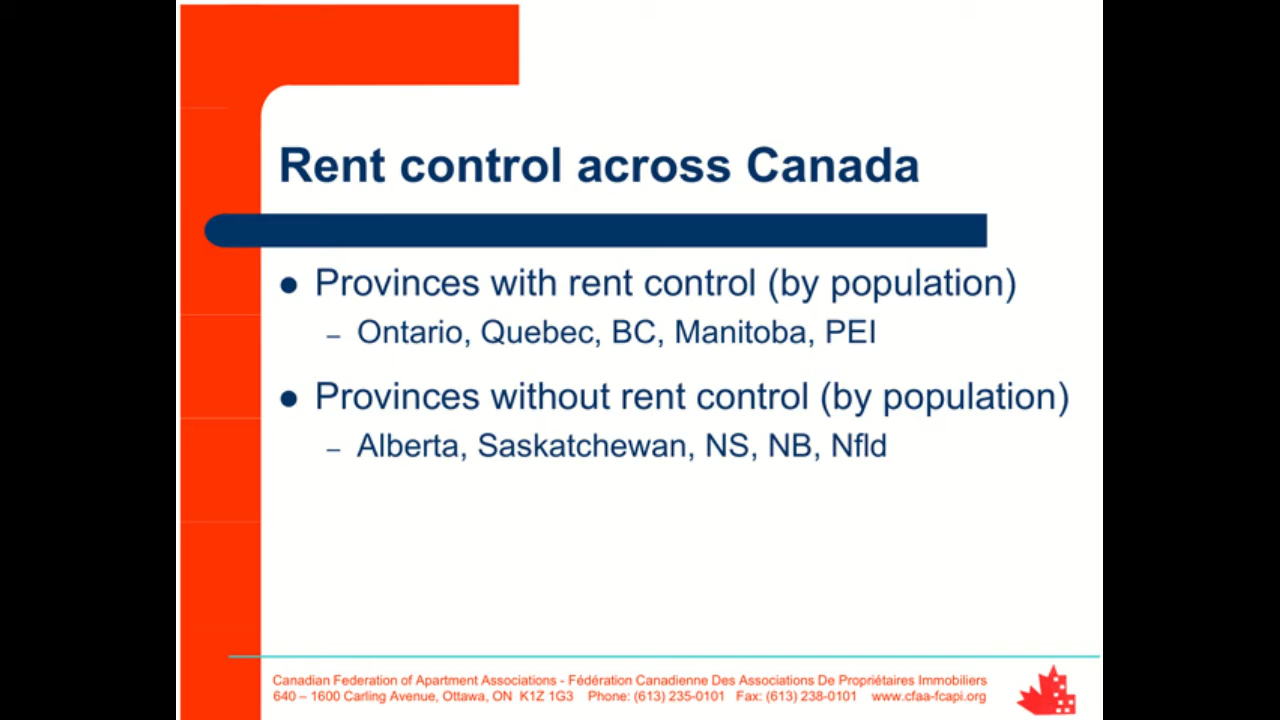 Rent control across Canada
● Provinces with rent control (by population)
– Ontario, Quebec, BC, Manitoba, PEI
● Provinces without rent control (by population)
– Alberta, Saskatchewan, NS, NB, Nfld
Canadian Federation of Apartment Associations - Fédération Canadienne Des Associations De Propriétaires Immobiliers
640 – 1600 Carling Avenue, Ottawa, ON K1Z 1G3 Phone: (613) 235-0101 Fax: (613) 238-0101 www.cfaa-fcapi.org